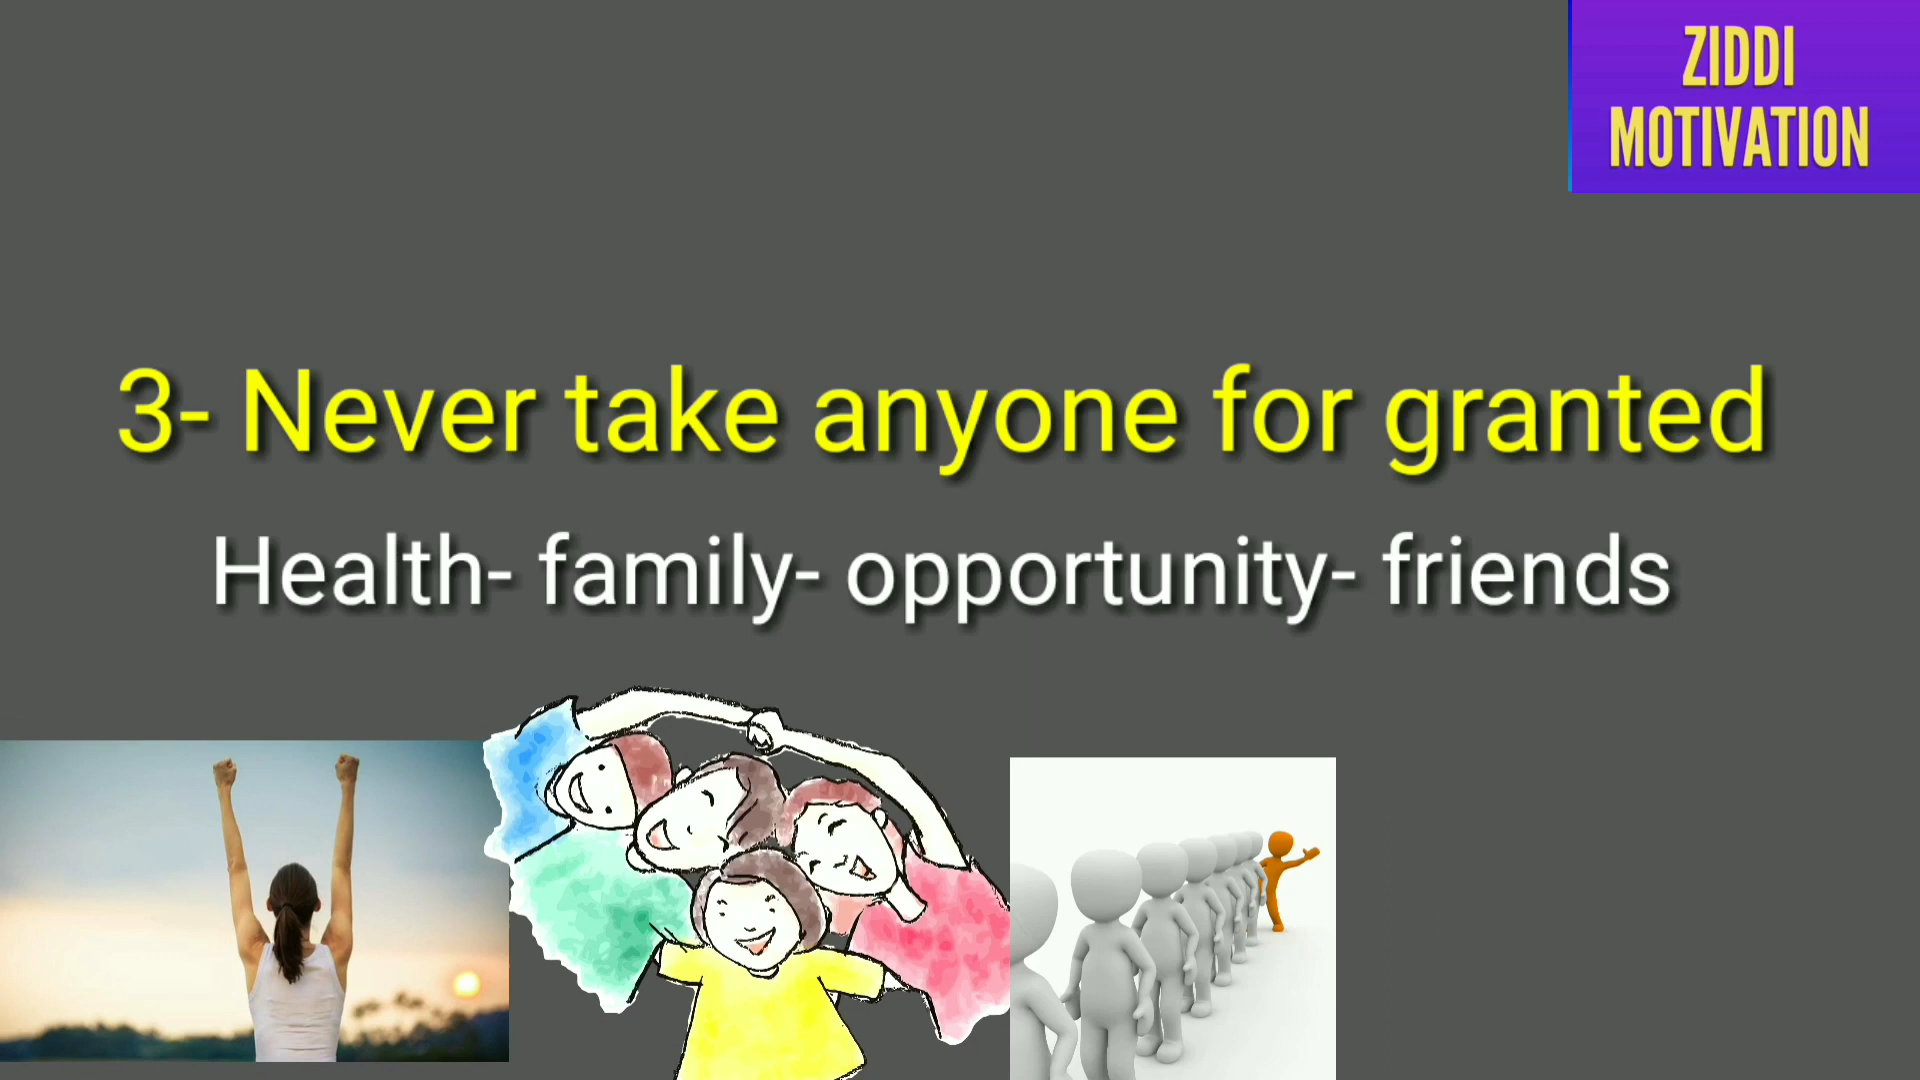 ZIDDI
MOTIVATION
3- Never take anyone for granted
Health- family- opportunity- friends